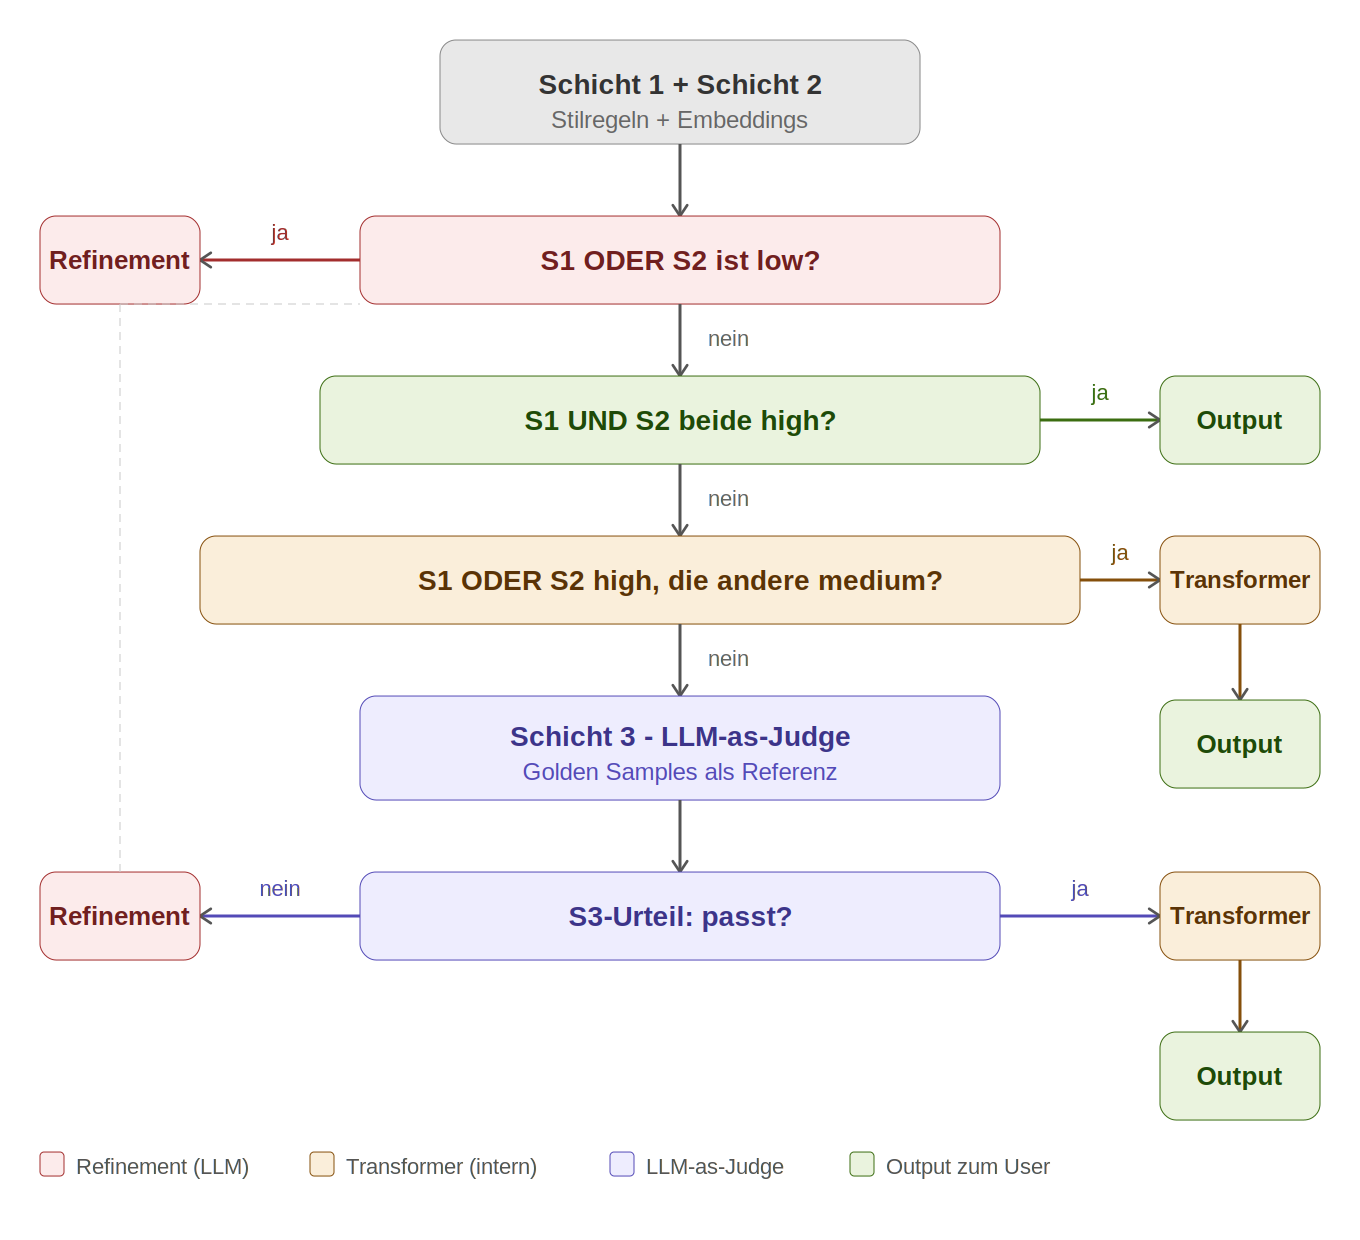 Schicht 1 + Schicht 2
Stilregeln + Embeddings
ja
Refinement
S1 ODER S2 ist low?
nein
S1 UND S2 beide high?
ja
Output
nein
S1 ODER S2 high, die andere medium?
ja
Transformer
nein
Output
Schicht 3 - LLM-as-Judge
Golden Samples als Referenz
Refinement
nein
S3-Urteil: passt?
ja
Transformer
Output
Refinement (LLM)
Transformer (intern)
LLM-as-Judge
Output zum User